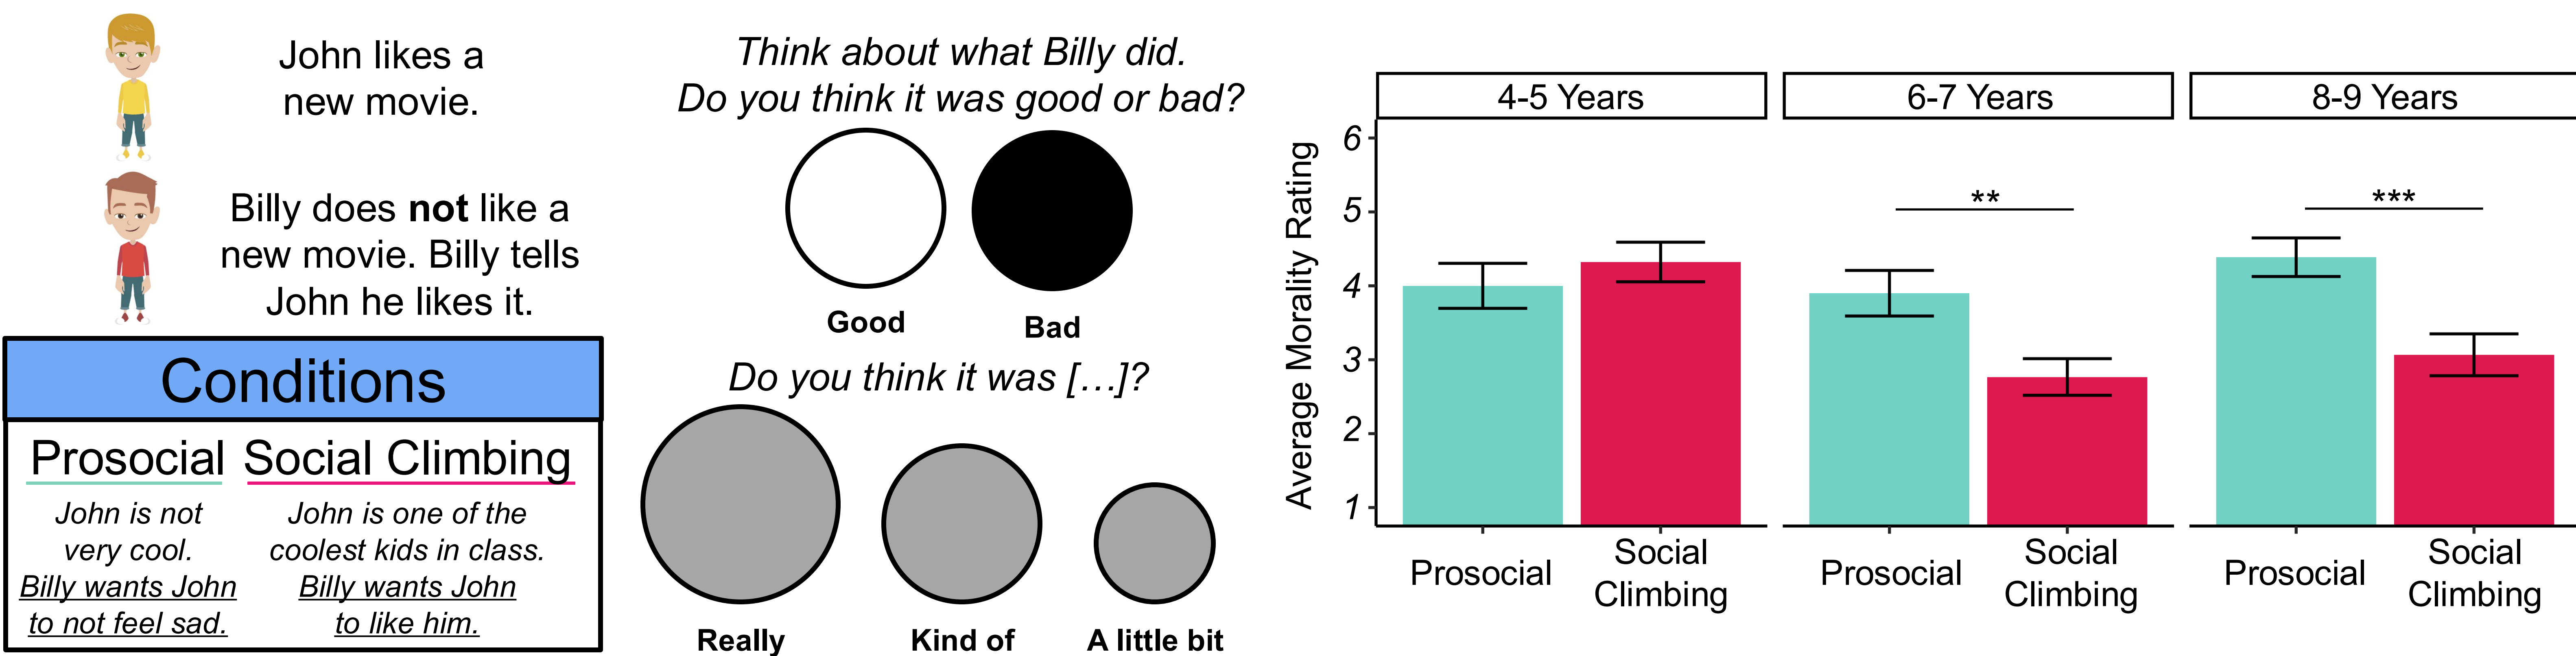 John likes a
new movie.
Billy does not like a
new movie. Billy tells
John he likes it.
Conditions
Prosocial
Social Climbing
John is not
very cool.
Billy wants John
to not feel sad.
John is one of the
coolest kids in class.
Billy wants John
to like him.
Think about what Billy did.
Do you think it was good or bad?
Good
Bad
Do you think it was […]?
Really
Kind of
A little bit
Average Morality Rating
6
5
4
3
2
1
4-5 Years
Prosocial
Social
Climbing
6-7 Years
**
Prosocial
Social
Climbing
8-9 Years
***
Prosocial
Social
Climbing